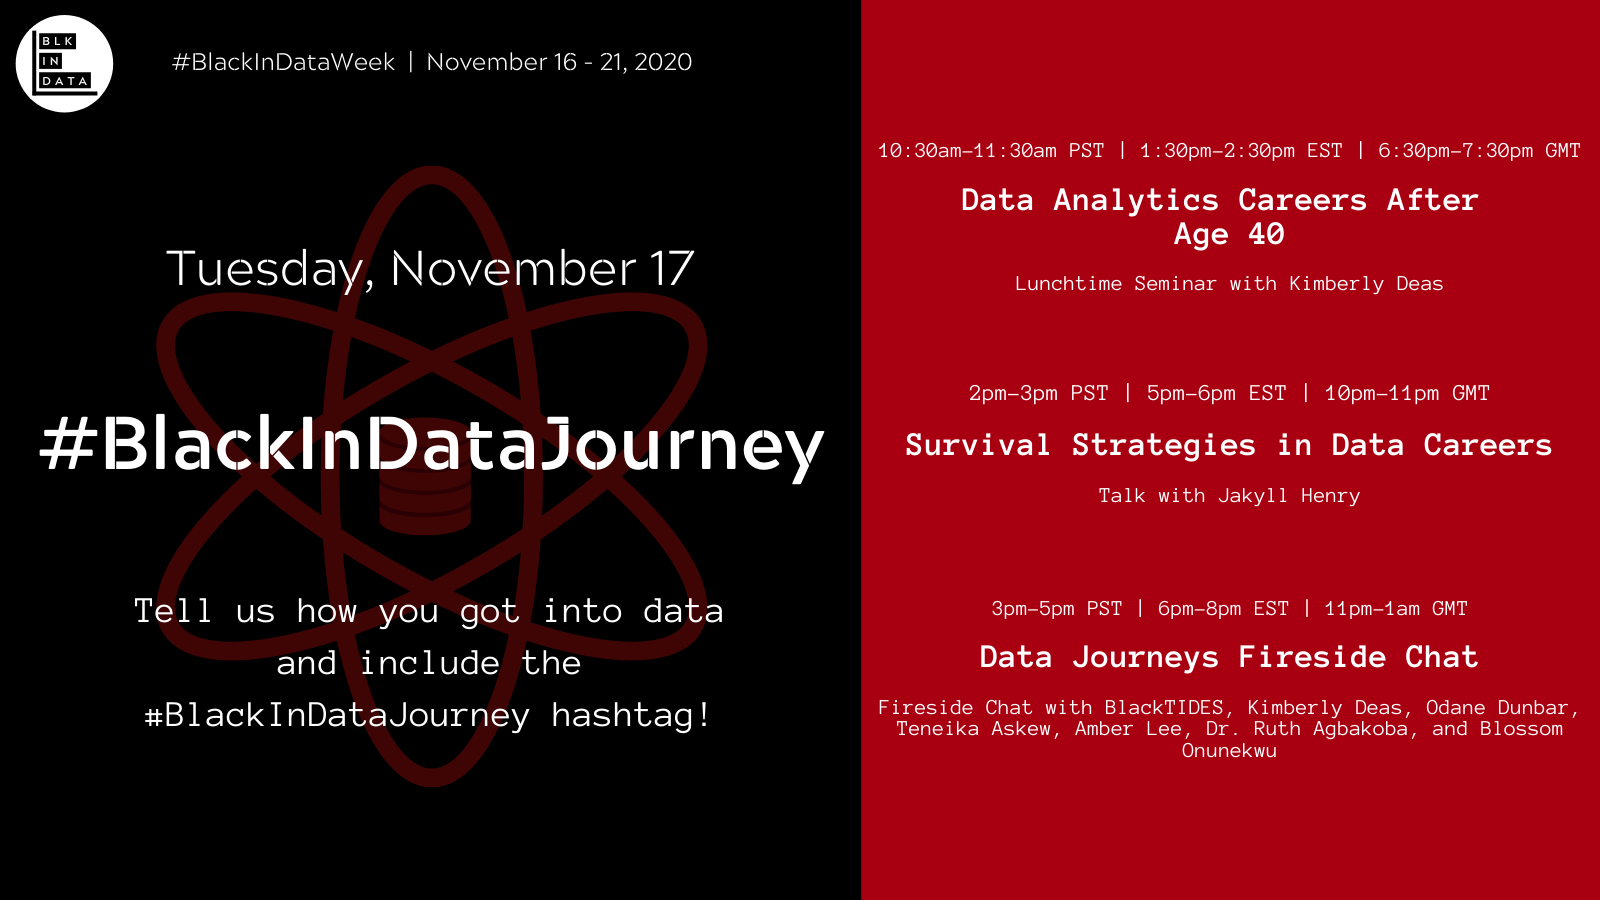 BLK
IN
DATA
#BlackInDataWeek | November 16 - 21, 2020
Tuesday, November 17
#BlackInDataJourney
Tell us how you got into data
and include the
#BlackInDataJourney hashtag!
10:30am-11:30am PST | 1:30pm-2:30pm EST | 6:30pm-7:30pm GMT
Data Analytics Careers After
Age 40
Lunchtime Seminar with Kimberly Deas
2pm-3pm PST | 5pm-6pm EST | 10pm-11pm GMT
Survival Strategies in Data Careers
Talk with Jakyll Henry
3pm-5pm PST | 6pm-8pm EST | 11pm-1am GMT
Data Journeys Fireside Chat
Fireside Chat with BlackTIDES, Kimberly Deas, Odane Dunbar,
Teneika Askew, Amber Lee, Dr. Ruth Agbakoba, and Blossom
Onunekwu